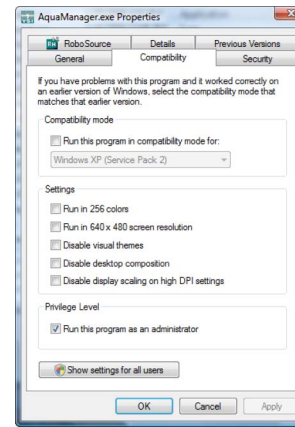 AquaManager.exe Properties
RoboSource Details Previous Versions
General Compatibility Security
If you have problems with this program and it worked correctly on
an earlier version of Windows, select the compatibility mode that
matches that earlier version.
Compatibility mode
Run this program in compatibility mode for:
Windows XP (Service Pack 2)
Settings
Run in 256 colors
Run in 640 x 480 screen resolution
Disable visual themes
Disable desktop composition
Disable display scaling on high DPI settings
Privilege Level
Run this program as an administrator
Show settings for all users
OK Cancel Apply